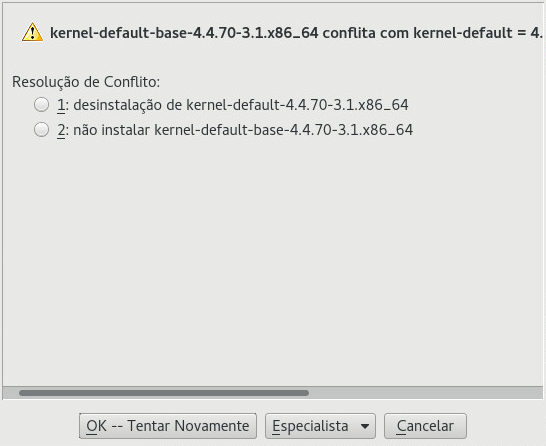 kernel-default-base-4.4.70-3.1.x86_64 conflita com kernel-default = 4.
Resolução de Conflito:
1: desinstalação de kernel-default-4.4.70-3.1.x86_64
2: não instalar kernel-default-base-4.4.70-3.1.x86_64
OK -- Tentar Novamente Especialista Cancelar